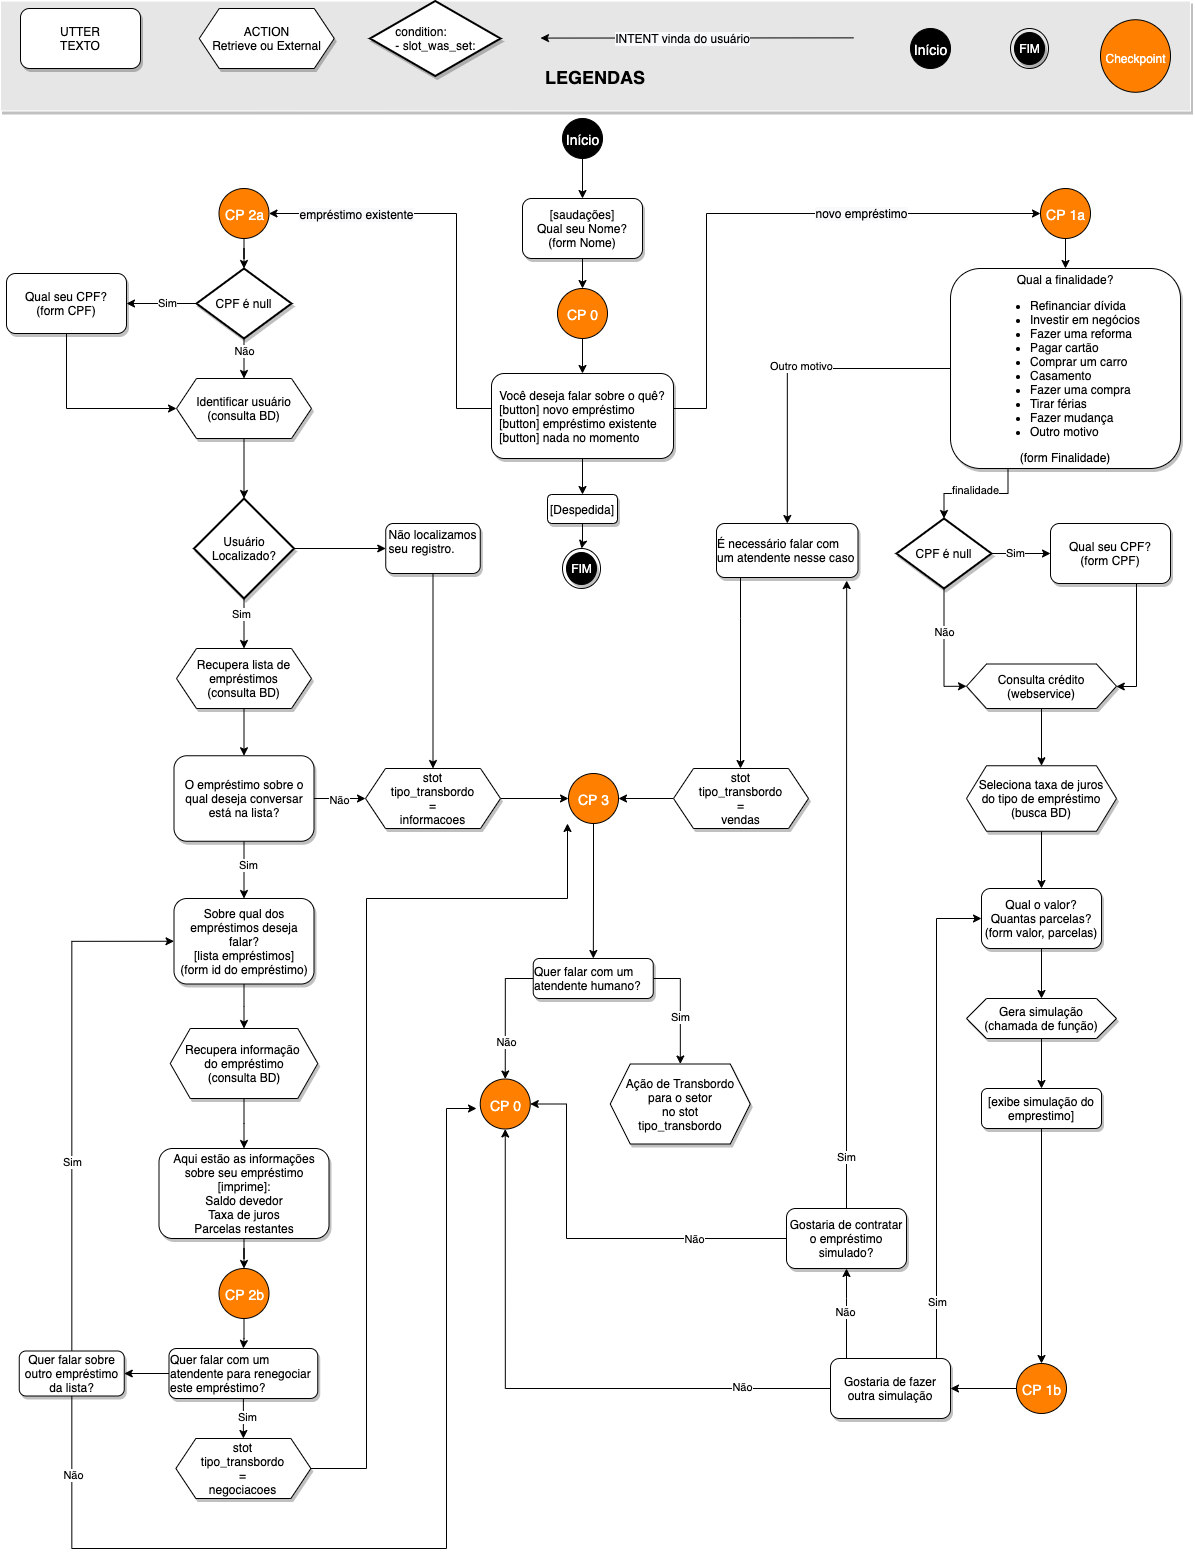 UTTER
TEXTO
ACTION
Retrieve ou External
condition:
- slot_was_set:
INTENT vinda do usuário
Início
FIM
Checkpoint
LEGENDAS
Início
[saudações]
Qual seu Nome?
(form Nome)
CP 0
Você deseja falar sobre o quê?
[button] novo empréstimo
[button] empréstimo existente
[button] nada no momento
[Despedida]
FIM
empréstimo existente
novo empréstimo
CP 2a
CPF é null
Sim
Qual seu CPF?
(form CPF)
Não
Identificar usuário
(consulta BD)
Usuário
Localizado?
Não localizamos
seu registro.
Sim
Recupera lista de
empréstimos
(consulta BD)
O empréstimo sobre o
qual deseja conversar
está na lista?
Não
stot
tipo_transbordo
=
informacoes
Sim
Sobre qual dos
empréstimos deseja
falar?
[lista empréstimos]
(form id do empréstimo)
Recupera informação
do empréstimo
(consulta BD)
Aqui estão as informações
sobre seu empréstimo
[imprime]:
Saldo devedor
Taxa de juros
Parcelas restantes
CP 2b
Quer falar com um
atendente para renegociar
este empréstimo?
Quer falar sobre
outro empréstimo
da lista?
Sim
Não
Sim
stot
tipo_transbordo
=
negociacoes
CP 3
Quer falar com um
atendente humano?
Não
Sim
CP 0
Ação de Transbordo
para o setor
no stot
tipo_transbordo
CP 1a
Qual a finalidade?
• Refinanciar dívida
• Investir em negócios
• Fazer uma reforma
• Pagar cartão
• Comprar um carro
• Casamento
• Fazer uma compra
• Tirar férias
• Fazer mudança
• Outro motivo
(form Finalidade)
Outro motivo
É necessário falar com
um atendente nesse caso
stot
tipo_transbordo
=
vendas
finalidade
CPF é null
Sim
Qual seu CPF?
(form CPF)
Não
Consulta crédito
(webservice)
Seleciona taxa de juros
do tipo de empréstimo
(busca BD)
Qual o valor?
Quantas parcelas?
(form valor, parcelas)
Gera simulação
(chamada de função)
[exibe simulação do
emprestimo]
CP 1b
Gostaria de fazer
outra simulação
Sim
Não
Não
Gostaria de contratar
o empréstimo
simulado?
Sim
Não